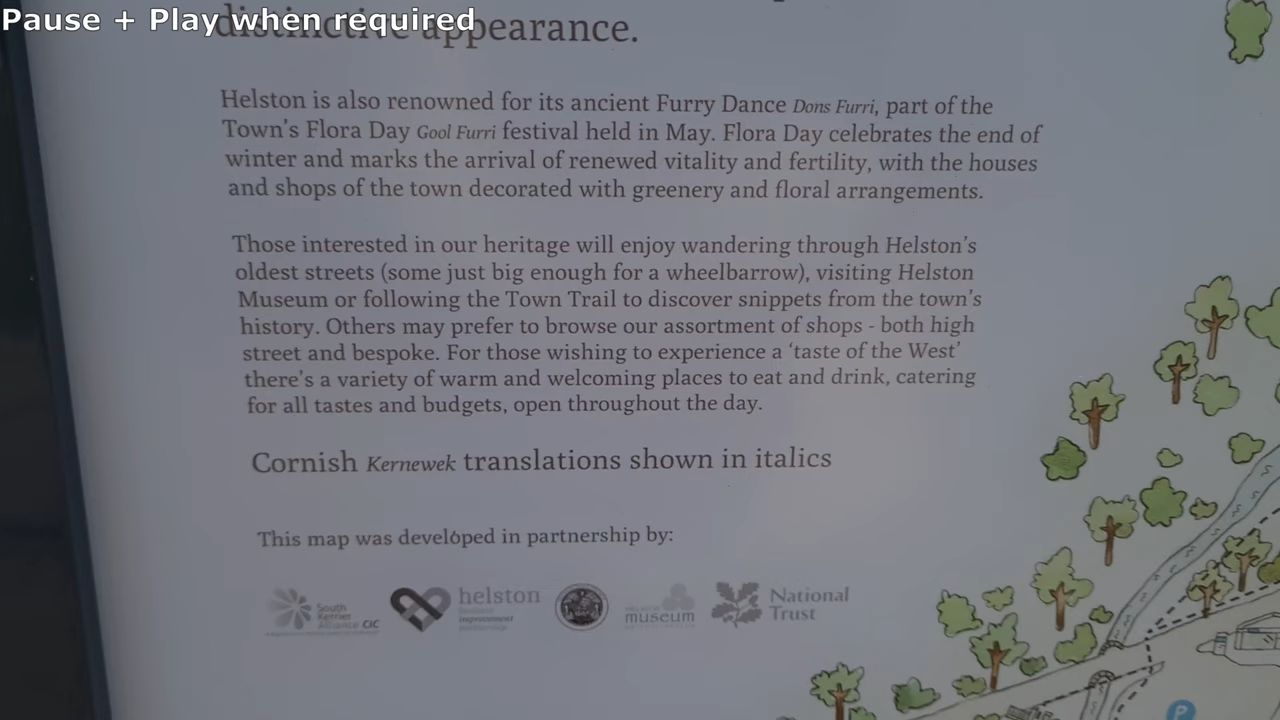 Pause + Play when required
distinctive appearance.
Helston is also renowned for its ancient Furry Dance Dons Furri, part of the
Town's Flora Day Gool Furri festival held in May. Flora Day celebrates the end of
winter and marks the arrival of renewed vitality and fertility, with the houses
and shops of the town decorated with greenery and floral arrangements.
Those interested in our heritage will enjoy wandering through Helston's
oldest streets (some just big enough for a wheelbarrow), visiting Helston
Museum or following the Town Trail to discover snippets from the town's
history. Others may prefer to browse our assortment of shops - both high
street and bespoke. For those wishing to experience a 'taste of the West'
there's a variety of warm and welcoming places to eat and drink, catering
for all tastes and budgets, open throughout the day.
Cornish Kernewek translations shown in italics
This map was developed in partnership by:
South
Kerrier
Alliance CIC
helston
improvement
museum
National
Trust
P